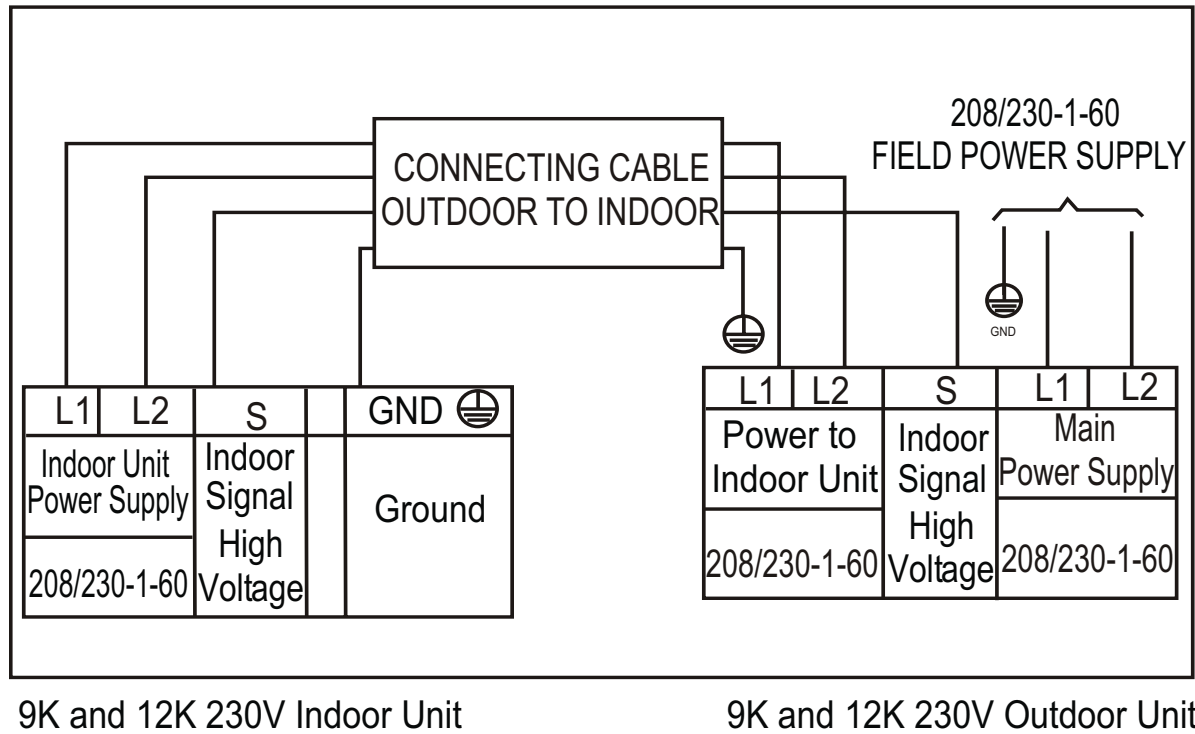 208/230-1-60
FIELD POWER SUPPLY
CONNECTING CABLE
OUTDOOR TO INDOOR
GND
L1 L2 S GND
Indoor Unit
Power Supply
208/230-1-60
Indoor
Signal
High
Voltage
Ground
L1 L2 S L1 L2
Power to
Indoor Unit
208/230-1-60
Indoor
Signal
High
Voltage
Main
Power Supply
208/230-1-60
9K and 12K 230V Indoor Unit
9K and 12K 230V Outdoor Unit